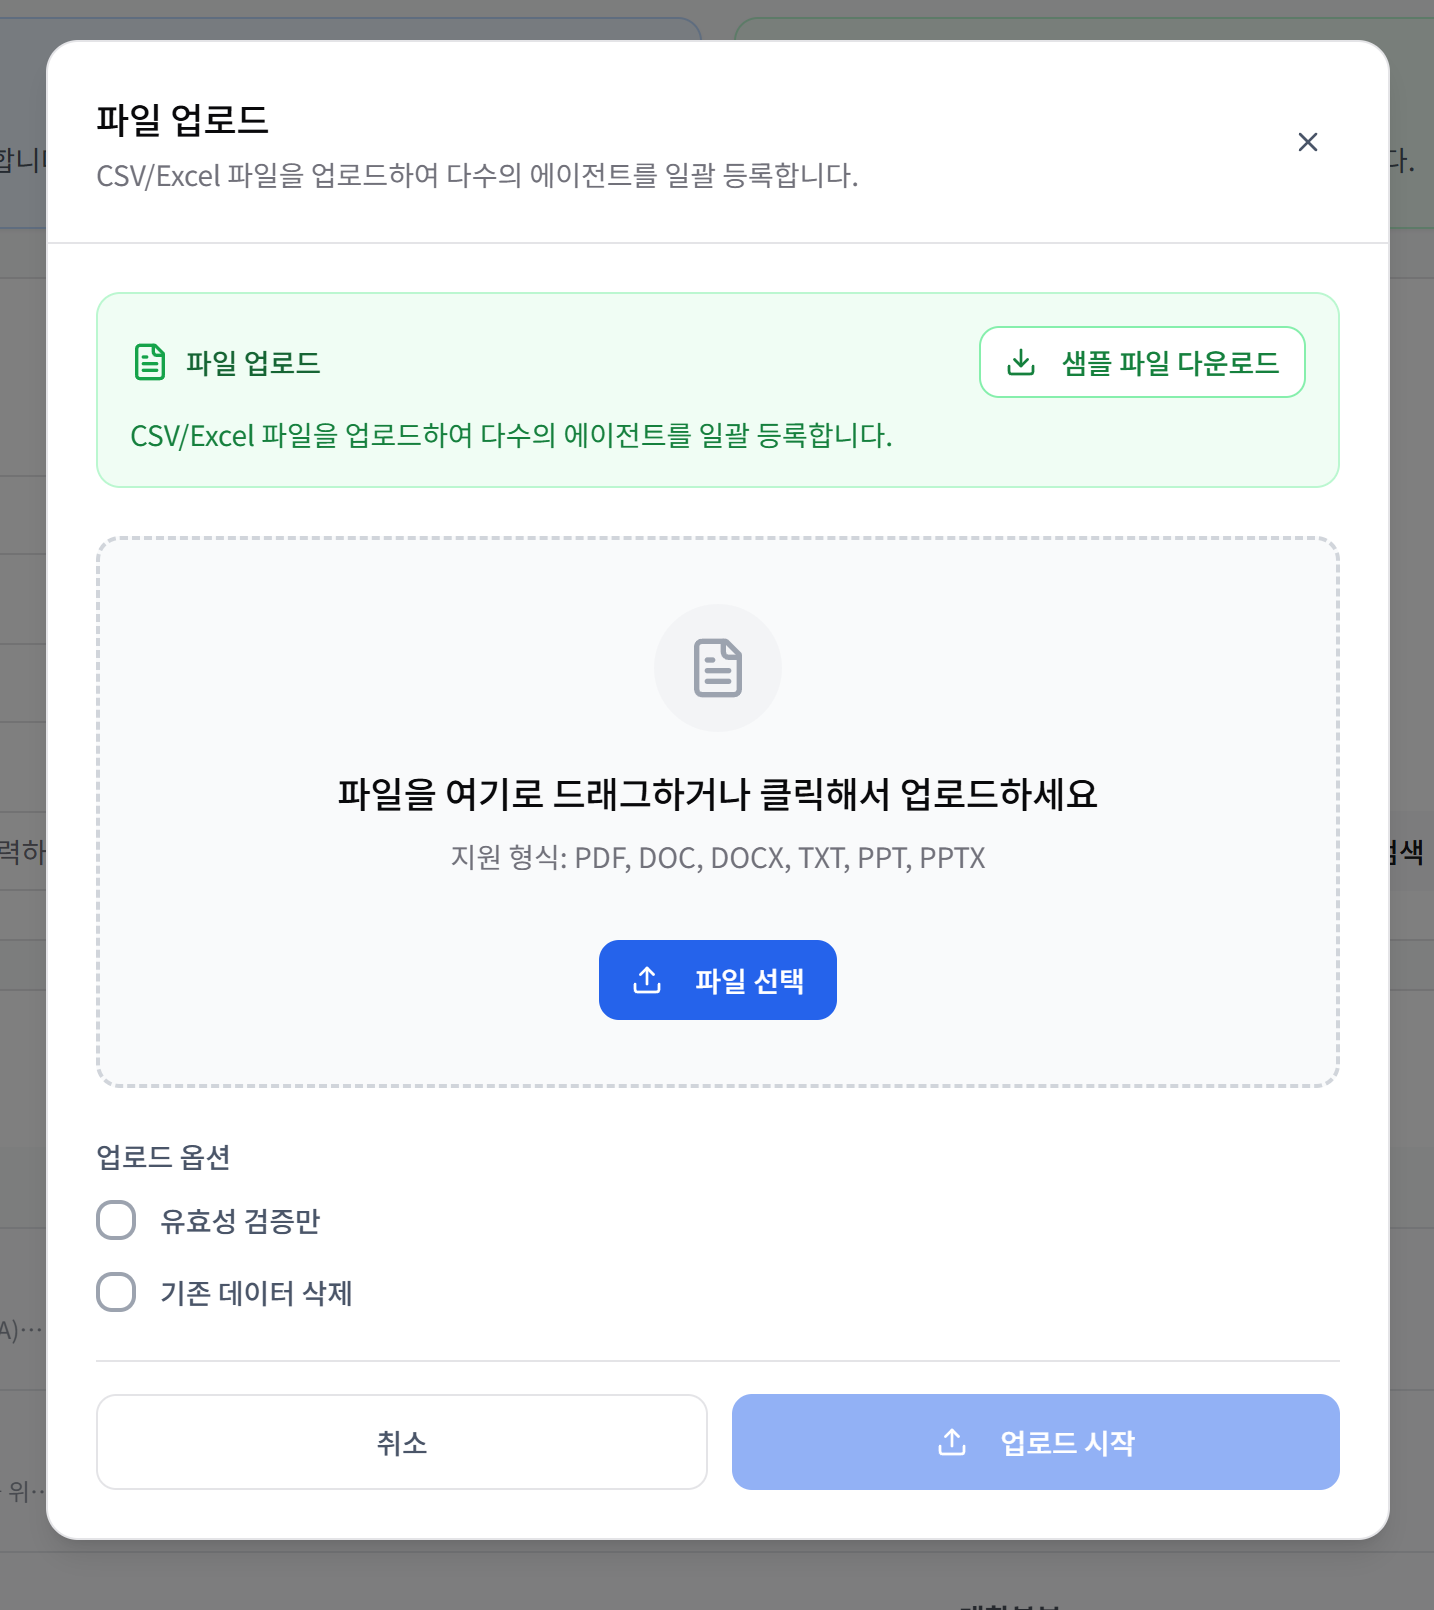 파일 업로드
CSV/Excel 파일을 업로드하여 다수의 에이전트를 일괄 등록합니다.
다.
파일 업로드
샘플 파일 다운로드
CSV/Excel 파일을 업로드하여 다수의 에이전트를 일괄 등록합니다.
파일을 여기로 드래그하거나 클릭해서 업로드하세요
지원 형식: PDF, DOC, DOCX, TXT, PPT, PPTX
력하
파일 선택
업로드 옵션
유효성 검증만
기존 데이터 삭제
A)…
위…
취소
업로드 시작